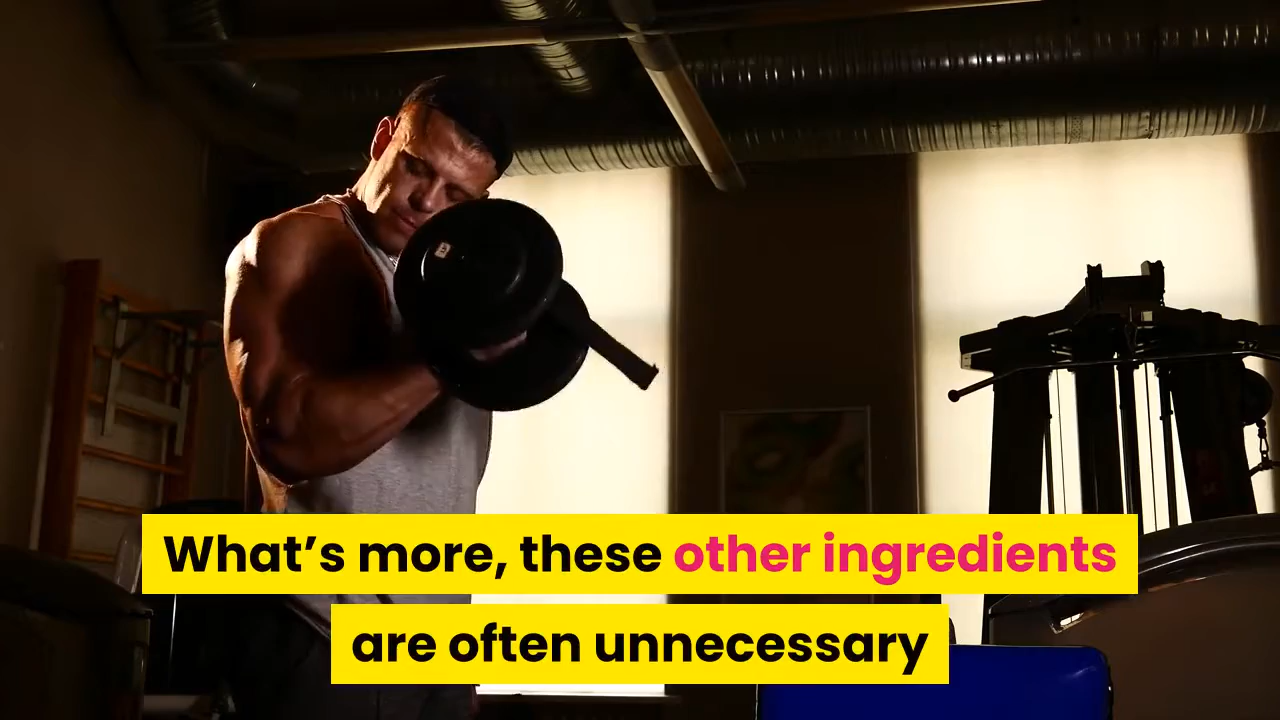 What’s more, these other ingredients
are often unnecessary